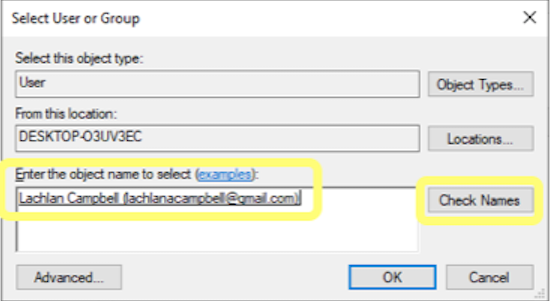 Select User or Group
Select this object type:
User
Object Types...
From this location:
DESKTOP-O3UV3EC
Locations...
Enter the object name to select (examples):
Lachlan Campbell (lachlanacampbell@gmail.com)
Check Names
Advanced...
OK
Cancel